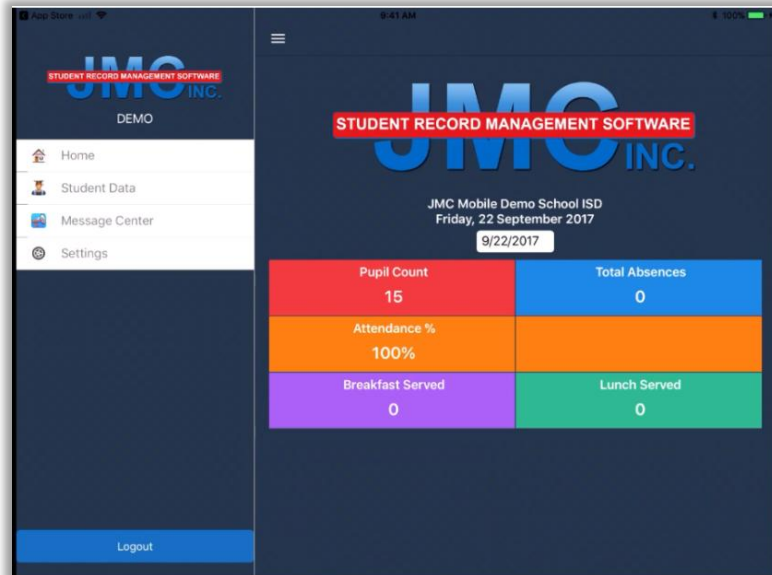 App Store
9:41 AM
100%
JMC
STUDENT RECORD MANAGEMENT SOFTWARE
INC.
DEMO
Home
Student Data
Message Center
Settings
Logout
JMC
STUDENT RECORD MANAGEMENT SOFTWARE
INC.
JMC Mobile Demo School ISD
Friday, 22 September 2017
9/22/2017
Pupil Count
15
Total Absences
0
Attendance %
100%
Breakfast Served
0
Lunch Served
0